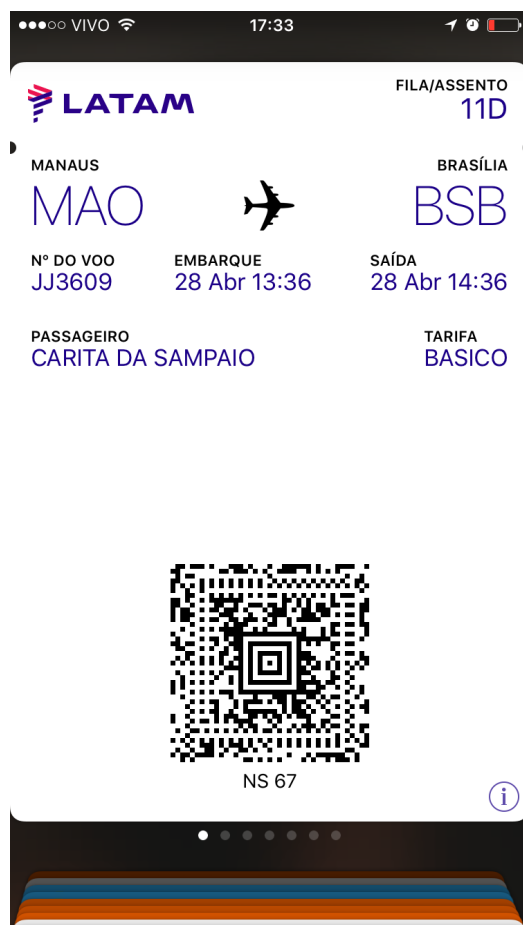 VIVO 17:33
LATAM
FILA/ASSENTO
11D
MANAUS BRASÍLIA
MAO BSB
Nº DO VOO EMBARQUE SAÍDA
JJ3609 28 Abr 13:36 28 Abr 14:36
PASSAGEIRO TARIFA
CARITA DA SAMPAIO BASICO
NS 67
i